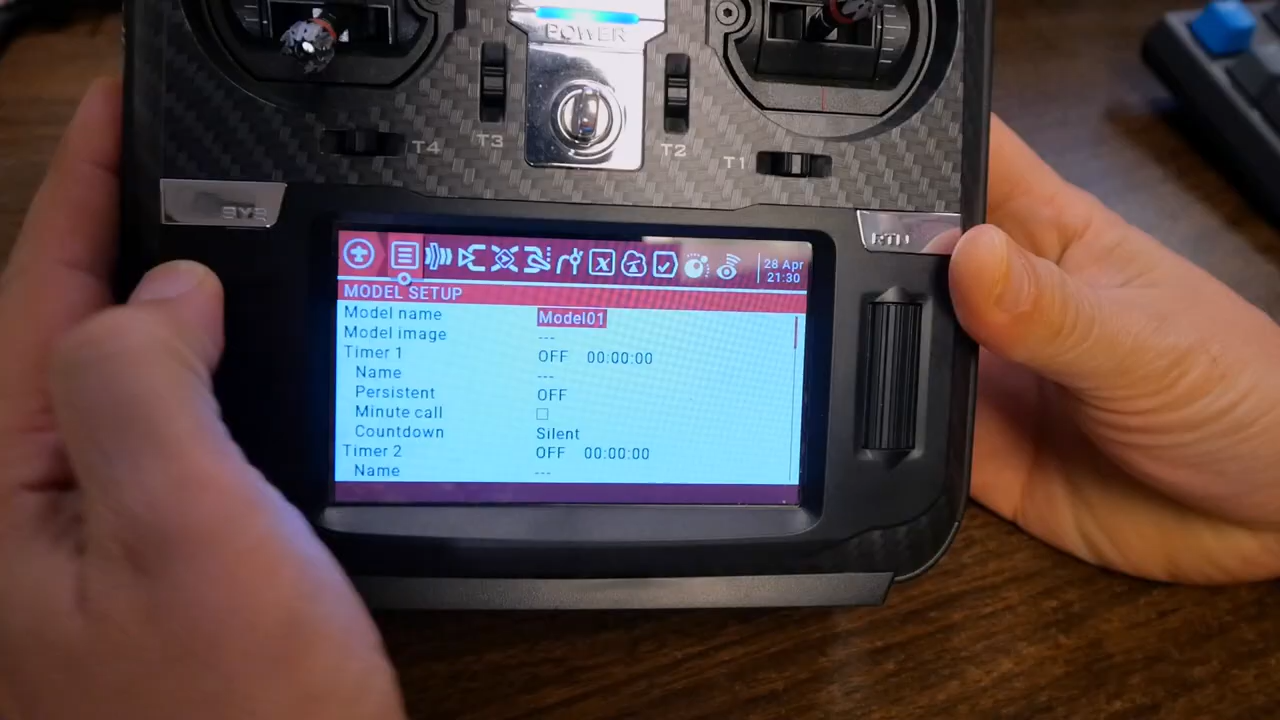 POWER
T4
T3
T2
T1
SYS
RTN
28 Apr
21:30
MODEL SETUP
Model name Model01
Model image ---
Timer 1 OFF 00:00:00
Name ---
Persistent OFF
Minute call
Countdown Silent
Timer 2 OFF 00:00:00
Name ---